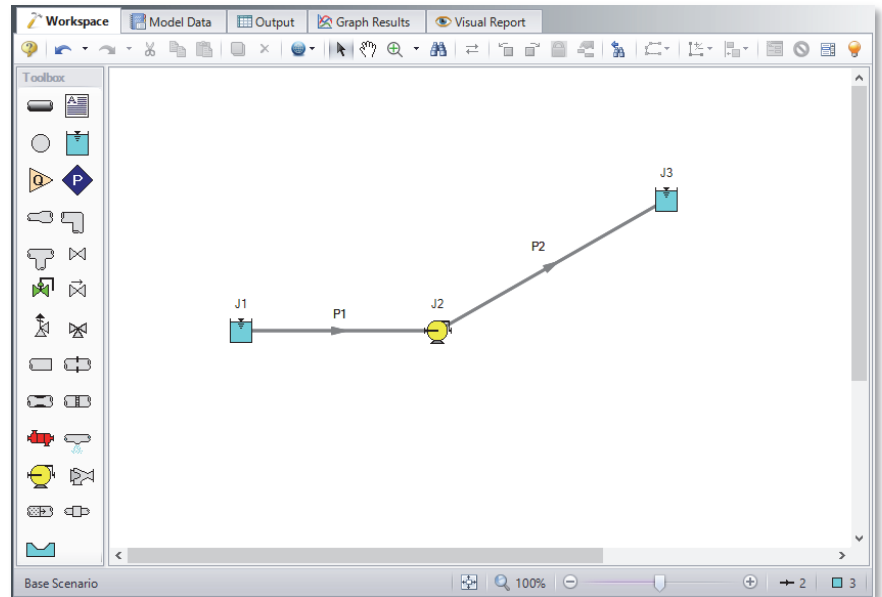 Workspace Model Data Output Graph Results Visual Report
Toolbox
A
Q P
J3
P2
J1 P1 J2
Base Scenario 100% 2 3